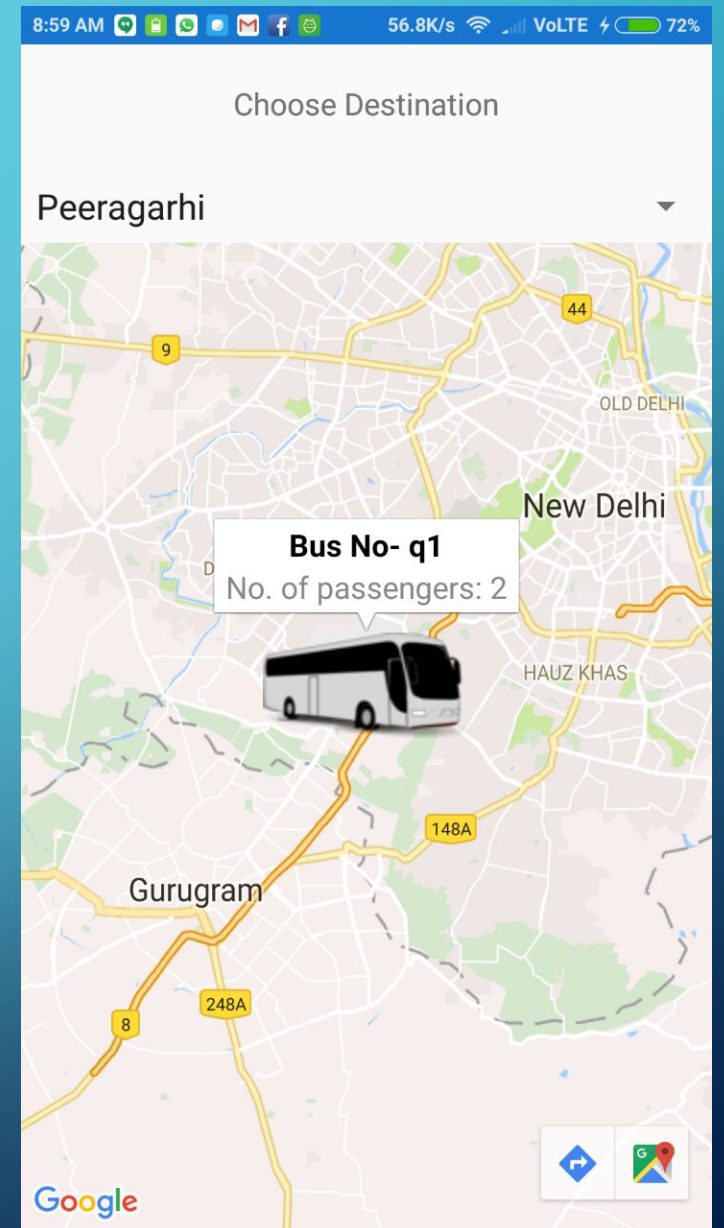 8:59 AM 56.8K/s VoLTE 72%
Choose Destination
Peeragarhi
44
9
OLD DELHI
New Delhi
Bus No- q1
D
No. of passengers: 2
HAUZ KHAS
148A
Gurugram
248A
8
G
Google